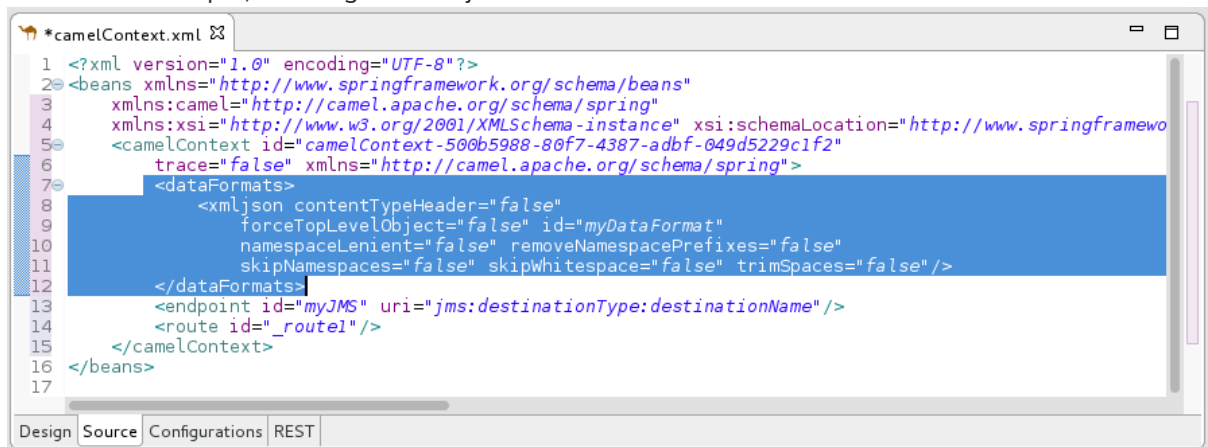 *camelContext.xml
1 <?xml version="1.0" encoding="UTF-8"?>
2 <beans xmlns="http://www.springframework.org/schema/beans"
3 xmlns:camel="http://camel.apache.org/schema/spring"
4 xmlns:xsi="http://www.w3.org/2001/XMLSchema-instance" xsi:schemaLocation="http://www.springframewo
5 <camelContext id="camelContext-500b5988-80f7-4387-adbf-049d5229c1f2"
6 trace="false" xmlns="http://camel.apache.org/schema/spring">
7 <dataFormats>
8 <xmljson contentTypeHeader="false"
9 forceTopLevelObject="false" id="myDataFormat"
10 namespaceLenient="false" removeNamespacePrefixes="false"
11 skipNamespaces="false" skipWhitespace="false" trimSpaces="false"/>
12 </dataFormats>
13 <endpoint id="myJMS" uri="jms:destinationType:destinationName"/>
14 <route id="_route1"/>
15 </camelContext>
16 </beans>
17
Design Source Configurations REST